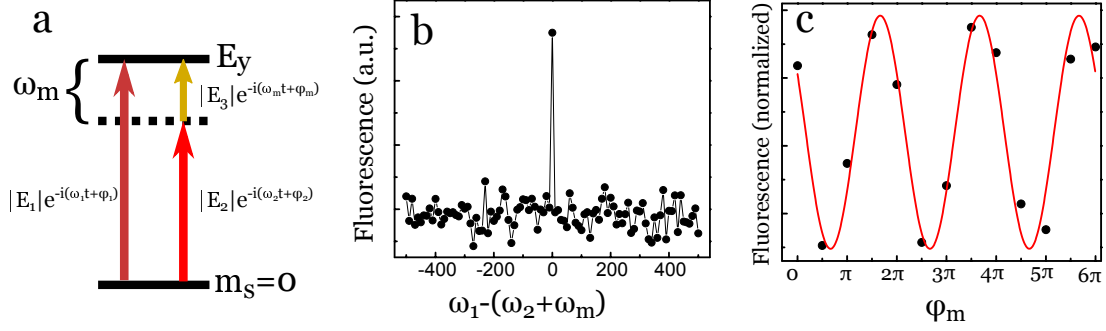 a
E_y
ω_m {
|E_3|e^-i(ω_m t+φ_m)
|E_1|e^-i(ω_1 t+φ_1)
|E_2|e^-i(ω_2 t+φ_2)
m_s=0
b
Fluorescence (a.u.)
-400 -200 0 200 400
ω_1-(ω_2+ω_m)
c
Fluorescence (normalized)
0 π 2π 3π 4π 5π 6π
φ_m